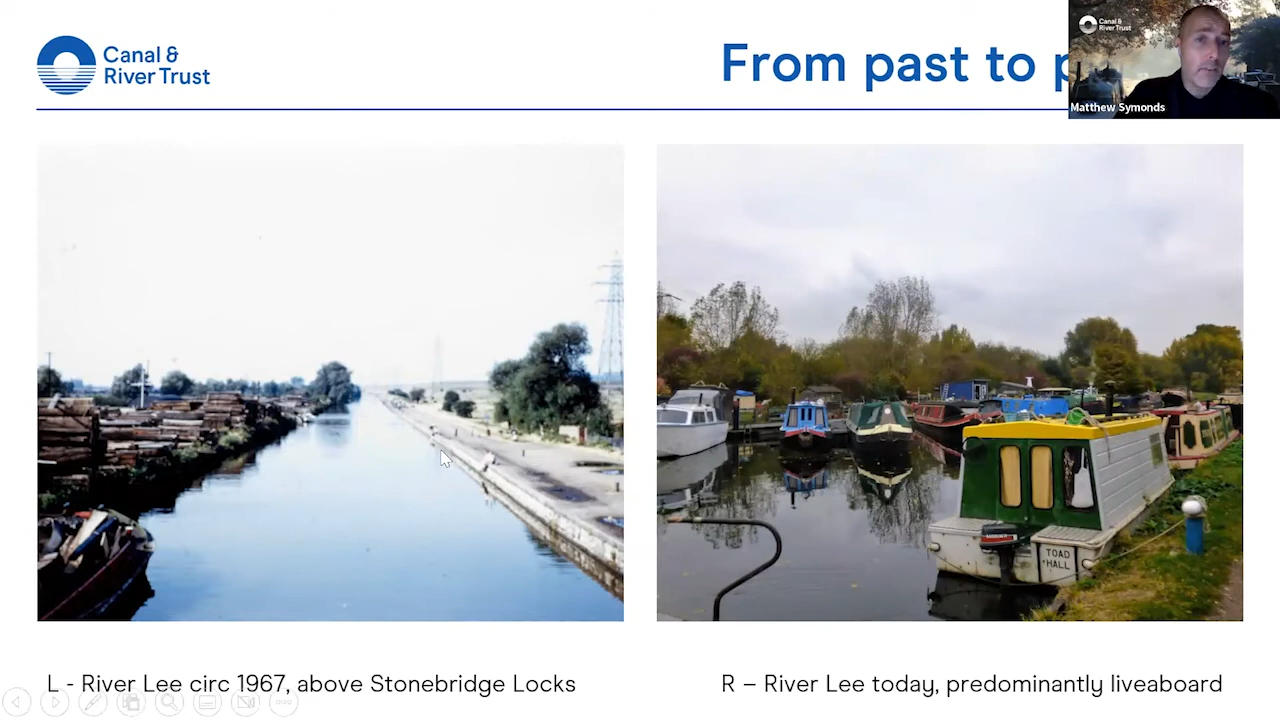 Canal &
River Trust
From past to p
Canal &
River Trust
Matthew Symonds
TOAD
HALL
L - River Lee circ 1967, above Stonebridge Locks
R – River Lee today, predominantly liveaboard